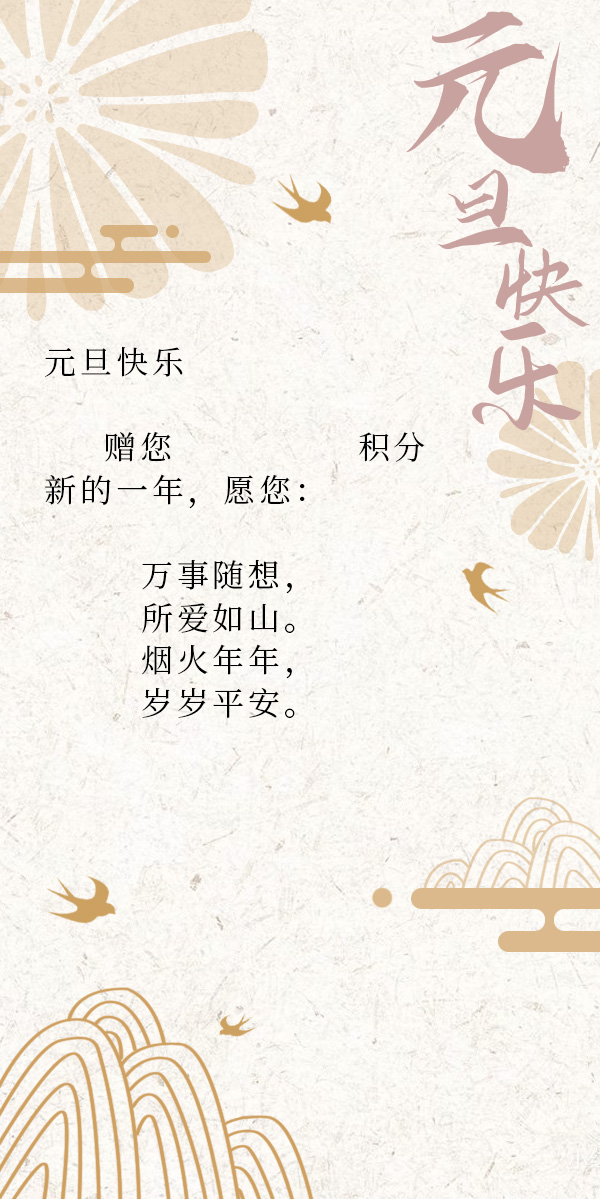 元旦快乐
元旦快乐
赠您 积分
新的一年，愿您：
万事随想，
所爱如山。
烟火年年，
岁岁平安。